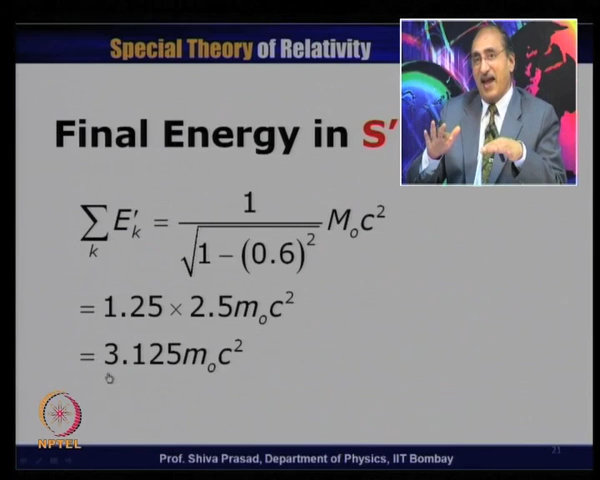 Special Theory of Relativity
Final Energy in S'
∑ₖ E'ₖ = 1/√(1 − (0.6)²) Mₒc²
= 1.25 × 2.5mₒc²
= 3.125mₒc²
NPTEL
21
Prof. Shiva Prasad, Department of Physics, IIT Bombay